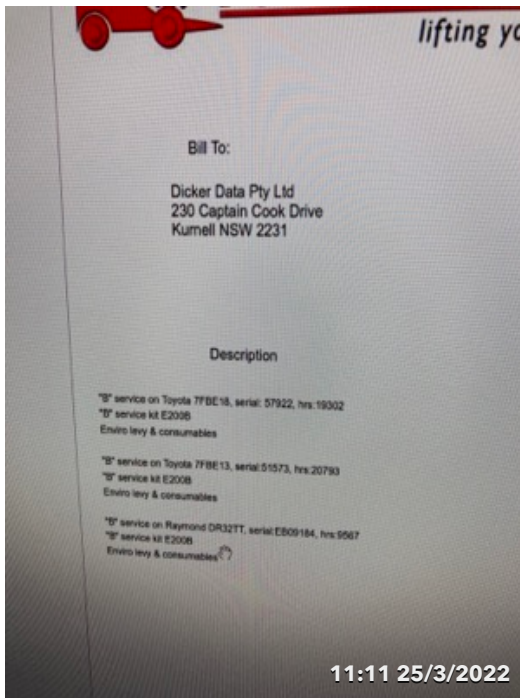 lifting yo
Bill To:
Dicker Data Pty Ltd
230 Captain Cook Drive
Kurnell NSW 2231
Description
"B" service on Toyota 7FBE18, serial: 57922, hrs:19302
"B" service kit E200B
Enviro levy & consumables
"B" service on Toyota 7FBE13, serial:51573, hrs:20793
"B" service kit E200B
Enviro levy & consumables
"B" service on Raymond DR32TT, serial:EB09184, hrs:9567
"B" service kit E200B
Enviro levy & consumables
11:11 25/3/2022